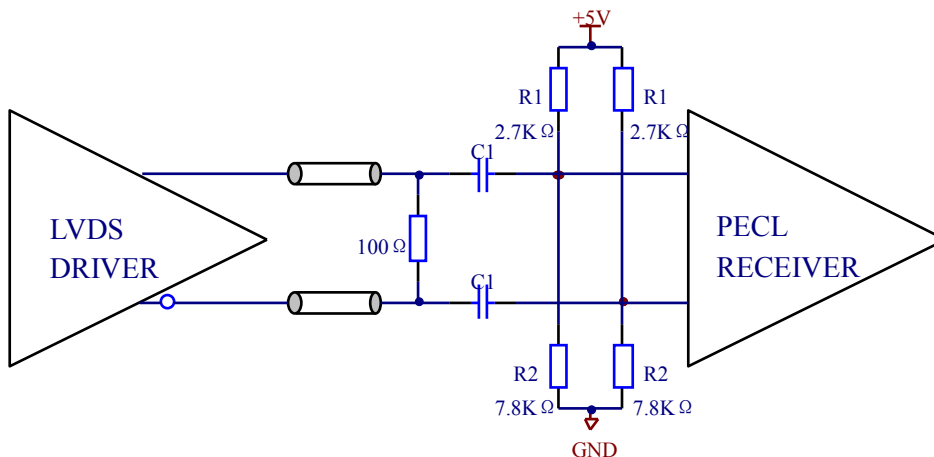 +5V
R1
R1
2.7K Ω
2.7K Ω
C1
LVDS
DRIVER
100 Ω
PECL
RECEIVER
C1
R2
R2
7.8K Ω
7.8K Ω
GND